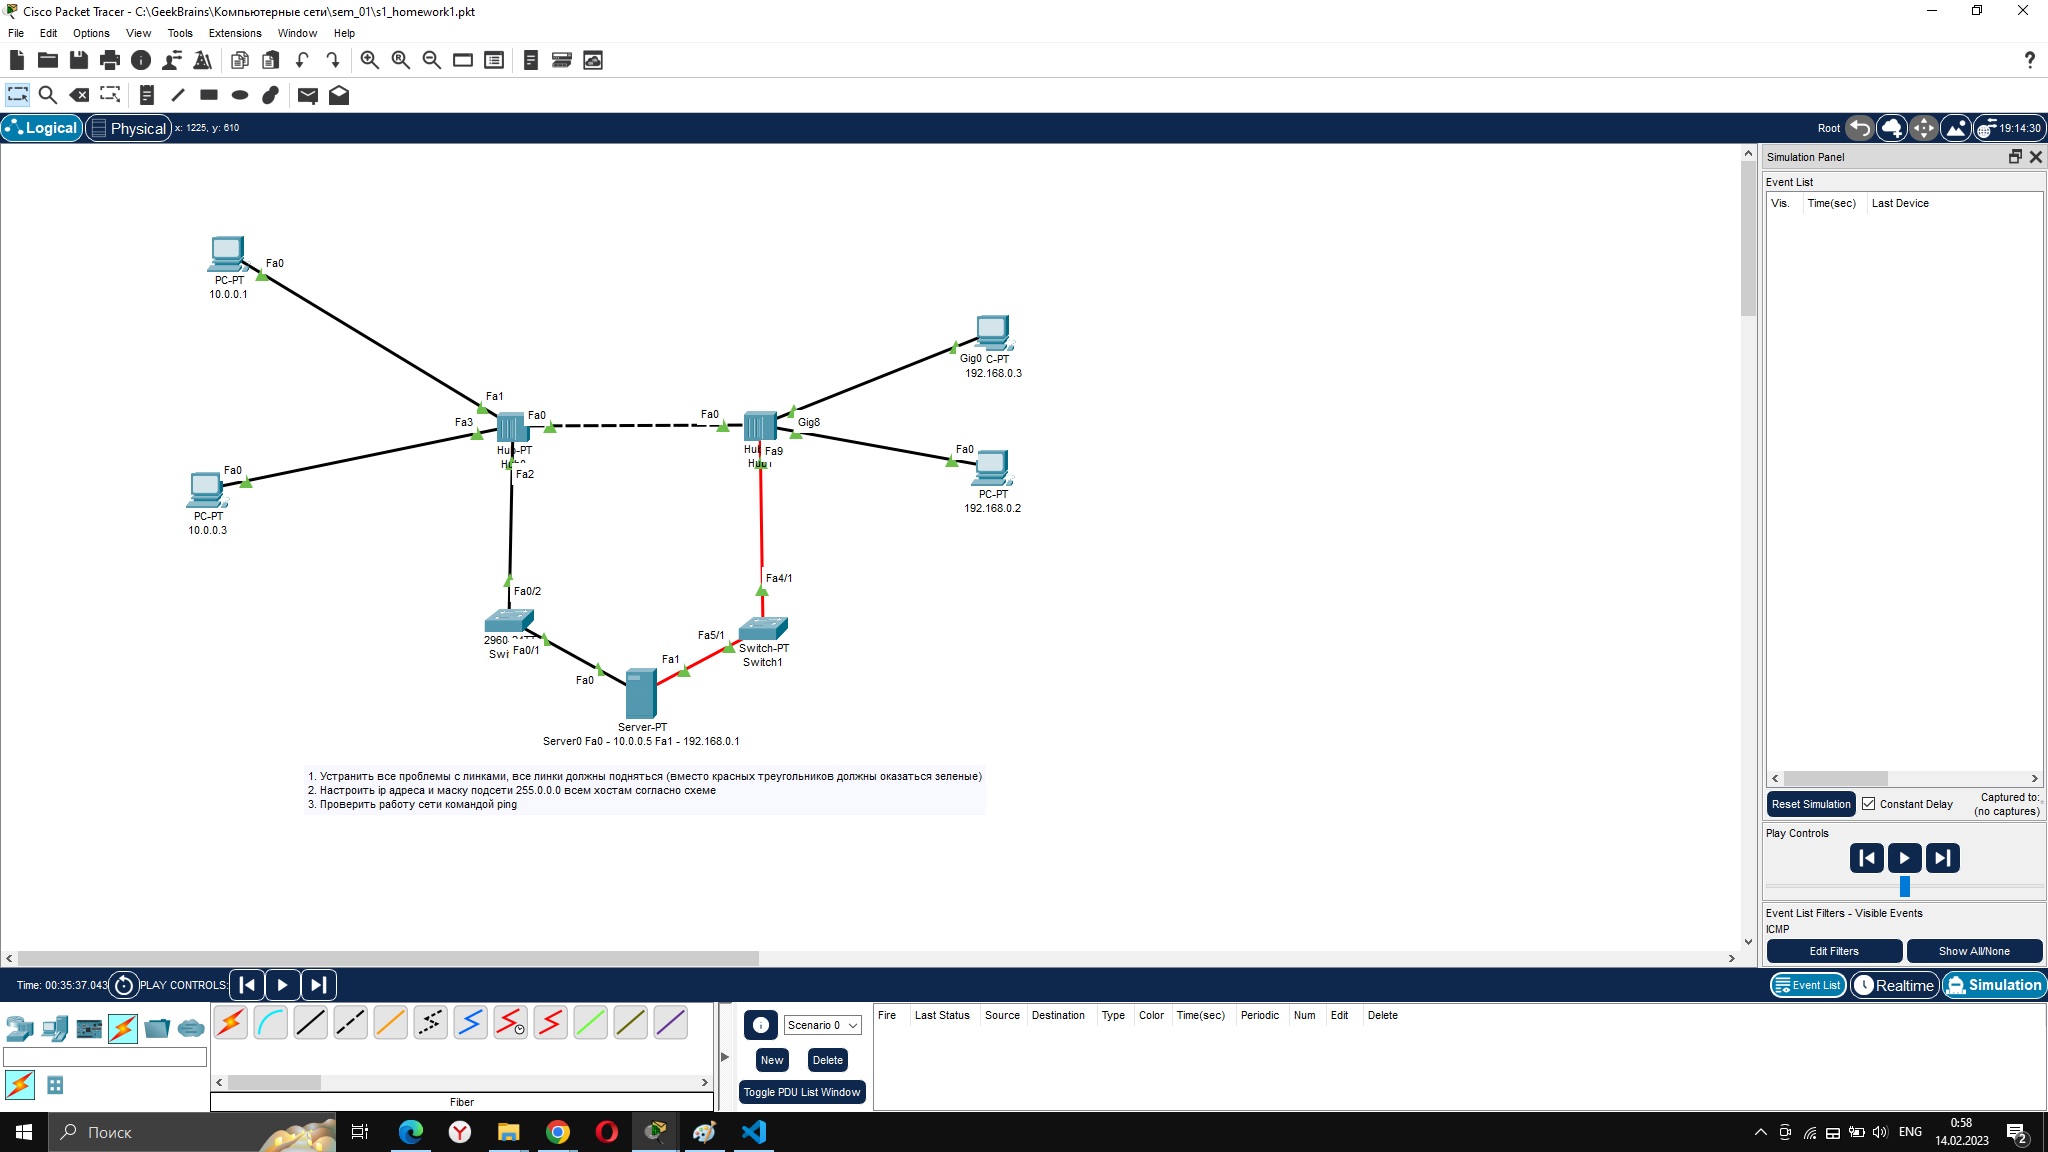 Cisco Packet Tracer - C:\GeekBrains\Компьютерные сети\sem_01\s1_homework1.pkt
File Edit Options View Tools Extensions Window Help
?
Logical Physical x: 1225, y: 610
Root 19:14:30
Simulation Panel
Event List
Vis. Time(sec) Last Device
Fa0
PC-PT
10.0.0.1
Gig0 C-PT
192.168.0.3
Fa1
Fa3 Fa0
Fa0 Gig8
Hub-PT
Fa2
Fa9
Fa0
PC-PT
192.168.0.2
Fa0
PC-PT
10.0.0.3
Fa4/1
Fa0/2
Fa0/1
Fa5/1
Switch-PT
Switch1
Fa1
Fa0
Server-PT
Server0 Fa0 - 10.0.0.5 Fa1 - 192.168.0.1
1. Устранить все проблемы с линками, все линки должны подняться (вместо красных треугольников должны оказаться зеленые)
2. Настроить ip адреса и маску подсети 255.0.0.0 всем хостам согласно схеме
3. Проверить работу сети командой ping
Reset Simulation Constant Delay Captured to:
(no captures)
Play Controls
Event List Filters - Visible Events
ICMP
Edit Filters Show All/None
Time: 00:35:37.043 PLAY CONTROLS:
Event List Realtime Simulation
Scenario 0
New Delete
Toggle PDU List Window
Fire Last Status Source Destination Type Color Time(sec) Periodic Num Edit Delete
Fiber
Поиск
ENG
0:58
14.02.2023
2